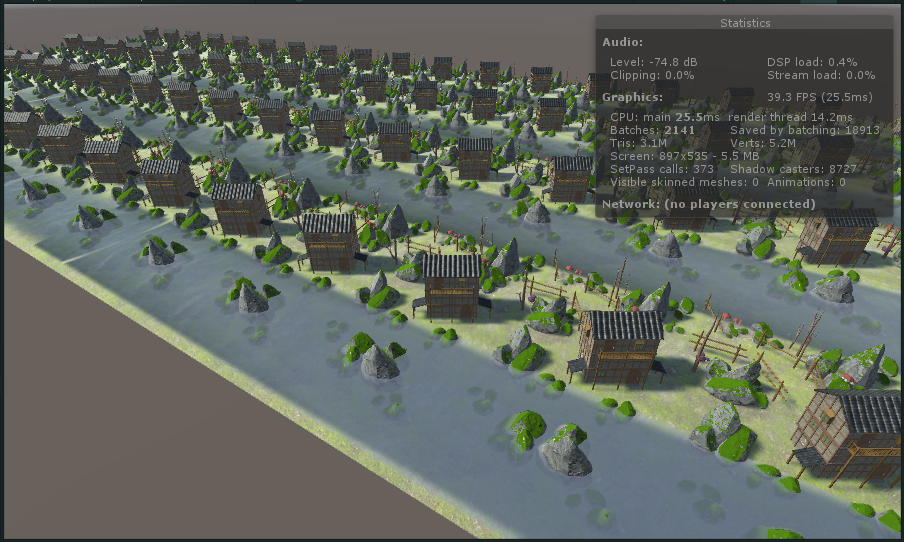 Statistics
Audio:
Level: -74.8 dB DSP load: 0.4%
Clipping: 0.0% Stream load: 0.0%
Graphics: 39.3 FPS (25.5ms)
CPU: main 25.5ms render thread 14.2ms
Batches: 2141 Saved by batching: 18913
Tris: 3.1M Verts: 5.2M
Screen: 897x535 - 5.5 MB
SetPass calls: 373 Shadow casters: 8727
Visible skinned meshes: 0 Animations: 0
Network: (no players connected)